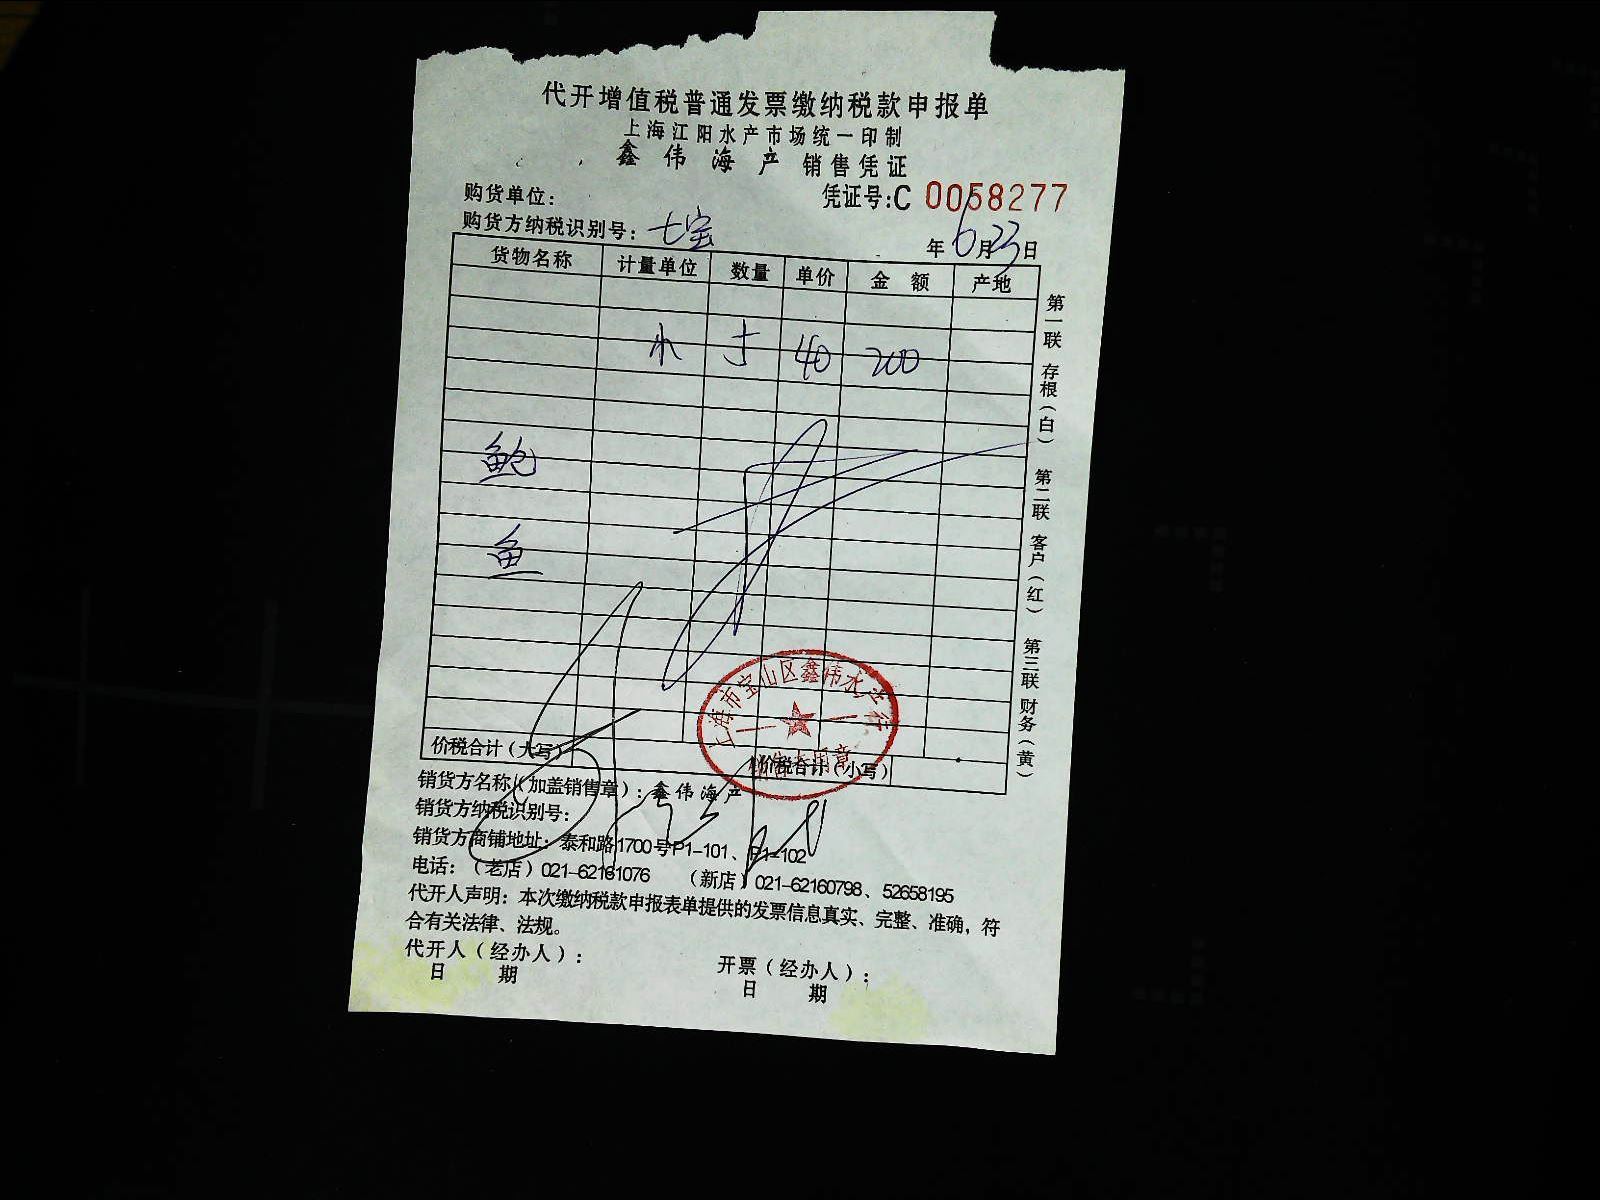 代开增值税普通发票缴纳税款申报单
上海江阳水产市场统一印制
鑫伟海产 销售凭证
购货单位：
凭证号：C 0058277
购货方纳税识别号：七宝
年6月23日
货物名称 计量单位 数量 单价 金额 产地
40 200
鲍
鱼
第一联 存根（白） 第二联 客户（红） 第三联 财务（黄）
上海市宝山区鑫伟水产行
价税合计（大写） 价税合计（小写）
销货方名称（加盖销售章）：鑫伟海产
销货方纳税识别号：
销货方商铺地址：泰和路1700号P1-101、P1-102
电话：（老店）021-62161076 （新店）021-62160798、52658195
代开人声明：本次缴纳税款申报表单提供的发票信息真实、完整、准确，符
合有关法律、法规。
代开人（经办人）： 开票（经办人）：
日 期 日 期